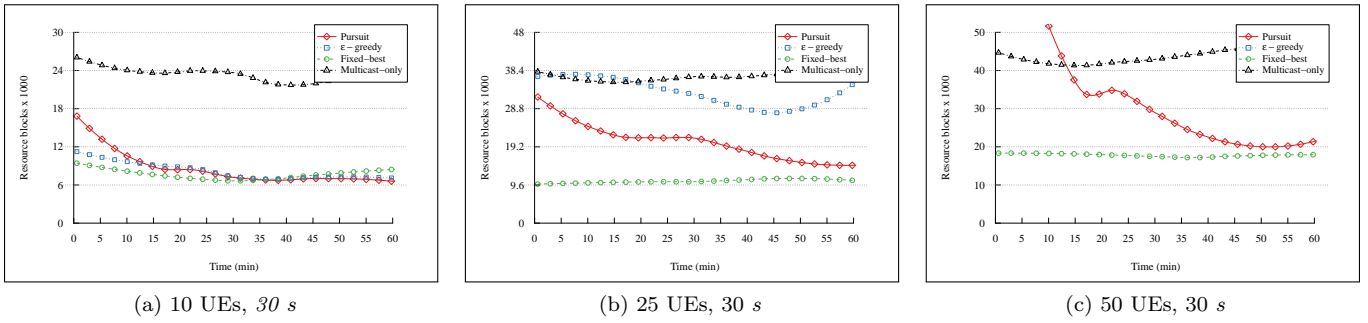 Resource blocks x 1000
30
24
18
12
6
0
0 5 10 15 20 25 30 35 40 45 50 55 60
Time (min)
Pursuit
ε−greedy
Fixed−best
Multicast−only
(a) 10 UEs, 30 s
Resource blocks x 1000
48
38.4
28.8
19.2
9.6
0
0 5 10 15 20 25 30 35 40 45 50 55 60
Time (min)
Pursuit
ε−greedy
Fixed−best
Multicast−only
(b) 25 UEs, 30 s
Resource blocks x 1000
50
40
30
20
10
0
0 5 10 15 20 25 30 35 40 45 50 55 60
Time (min)
Pursuit
ε−greedy
Fixed−best
Multicast−only
(c) 50 UEs, 30 s